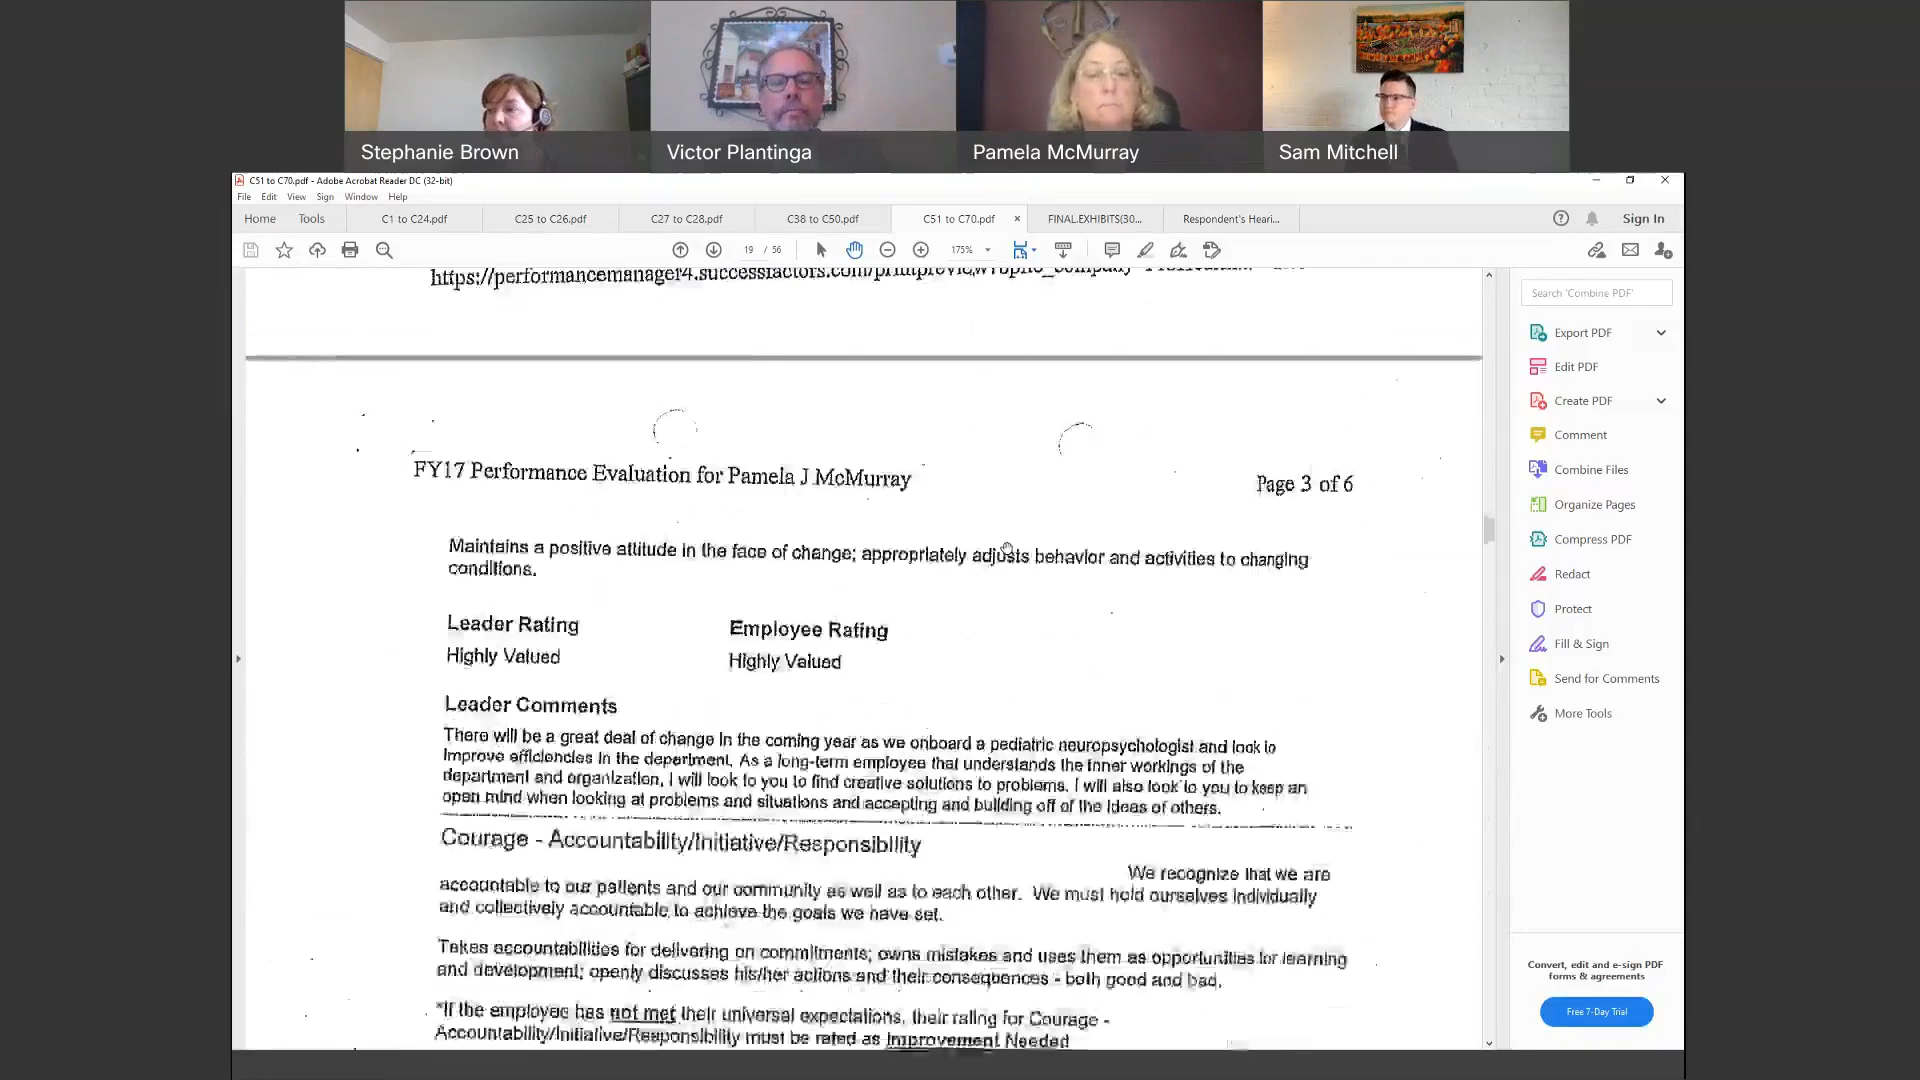 Stephanie Brown
Victor Plantinga
Pamela McMurray
Sam Mitchell
C51 to C70.pdf - Adobe Acrobat Reader DC (32-bit)
File Edit View Sign Window Help
Home Tools C1 to C24.pdf C25 to C26.pdf C27 to C28.pdf C38 to C50.pdf C51 to C70.pdf × FINAL.EXHIBITS(30... Respondent's Heari... Sign In
19 / 56 175%
FY17 Performance Evaluation for Pamela J McMurray
Page 3 of 6
Maintains a positive attitude in the face of change; appropriately adjusts behavior and activities to changing
conditions.
Leader Rating Employee Rating
Highly Valued Highly Valued
Leader Comments
There will be a great deal of change in the coming year as we onboard a pediatric neuropsychologist and look to
improve efficiencies in the department. As a long-term employee that understands the inner workings of the
department and organization, I will look to you to find creative solutions to problems. I will also look to you to keep an
open mind when looking at problems and situations and accepting and building off of the ideas of others.
Courage - Accountability/Initiative/Responsibility
We recognize that we are
accountable to our patients and our community as well as to each other. We must hold ourselves individually
and collectively accountable to achieve the goals we have set.
Takes accountabilities for delivering on commitments; owns mistakes and uses them as opportunities for learning
and development; openly discusses his/her actions and their consequences - both good and bad.
*If the employee has not met their universal expectations, their rating for Courage -
Accountability/Initiative/Responsibility must be rated as Improvement Needed
Search 'Combine PDF'
Export PDF
Edit PDF
Create PDF
Comment
Combine Files
Organize Pages
Compress PDF
Redact
Protect
Fill & Sign
Send for Comments
More Tools
Convert, edit and e-sign PDF
forms & agreements
Free 7-Day Trial